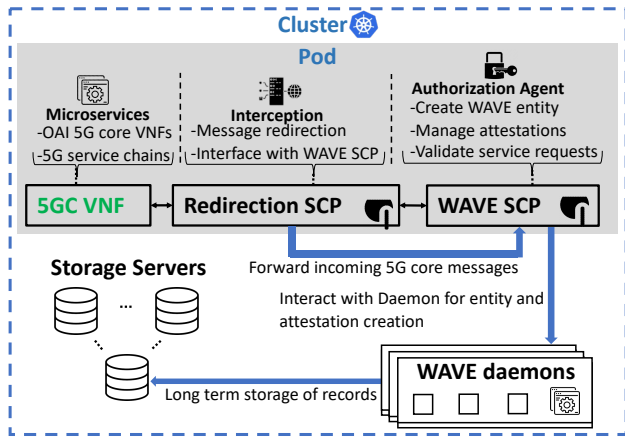 Cluster
Pod
Microservices
-OAI 5G core VNFs
-5G service chains
Interception
-Message redirection
-Interface with WAVE SCP
Authorization Agent
-Create WAVE entity
-Manage attestations
-Validate service requests
5GC VNF
Redirection SCP
WAVE SCP
Forward incoming 5G core messages
Storage Servers
...
Interact with Daemon for entity and
attestation creation
WAVE daemons
Long term storage of records